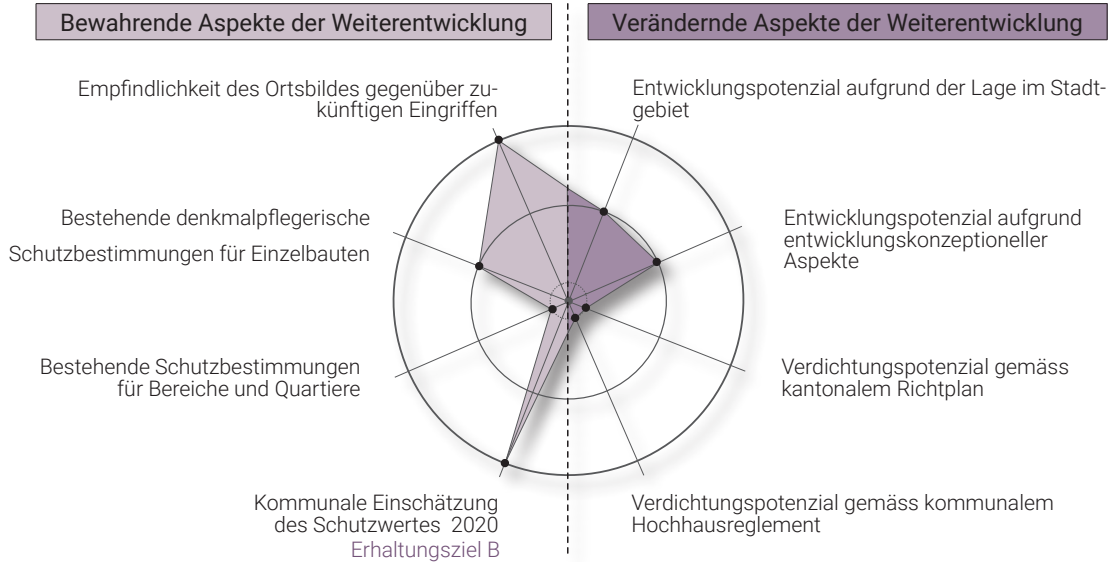 Bewahrende Aspekte der Weiterentwicklung
Verändernde Aspekte der Weiterentwicklung
Empfindlichkeit des Ortsbildes gegenüber zu-
künftigen Eingriffen
Entwicklungspotenzial aufgrund der Lage im Stadt-
gebiet
Bestehende denkmalpflegerische
Schutzbestimmungen für Einzelbauten
Entwicklungspotenzial aufgrund
entwicklungskonzeptioneller
Aspekte
Bestehende Schutzbestimmungen
für Bereiche und Quartiere
Verdichtungspotenzial gemäss
kantonalem Richtplan
Kommunale Einschätzung
des Schutzwertes 2020
Erhaltungsziel B
Verdichtungspotenzial gemäss kommunalem
Hochhausreglement